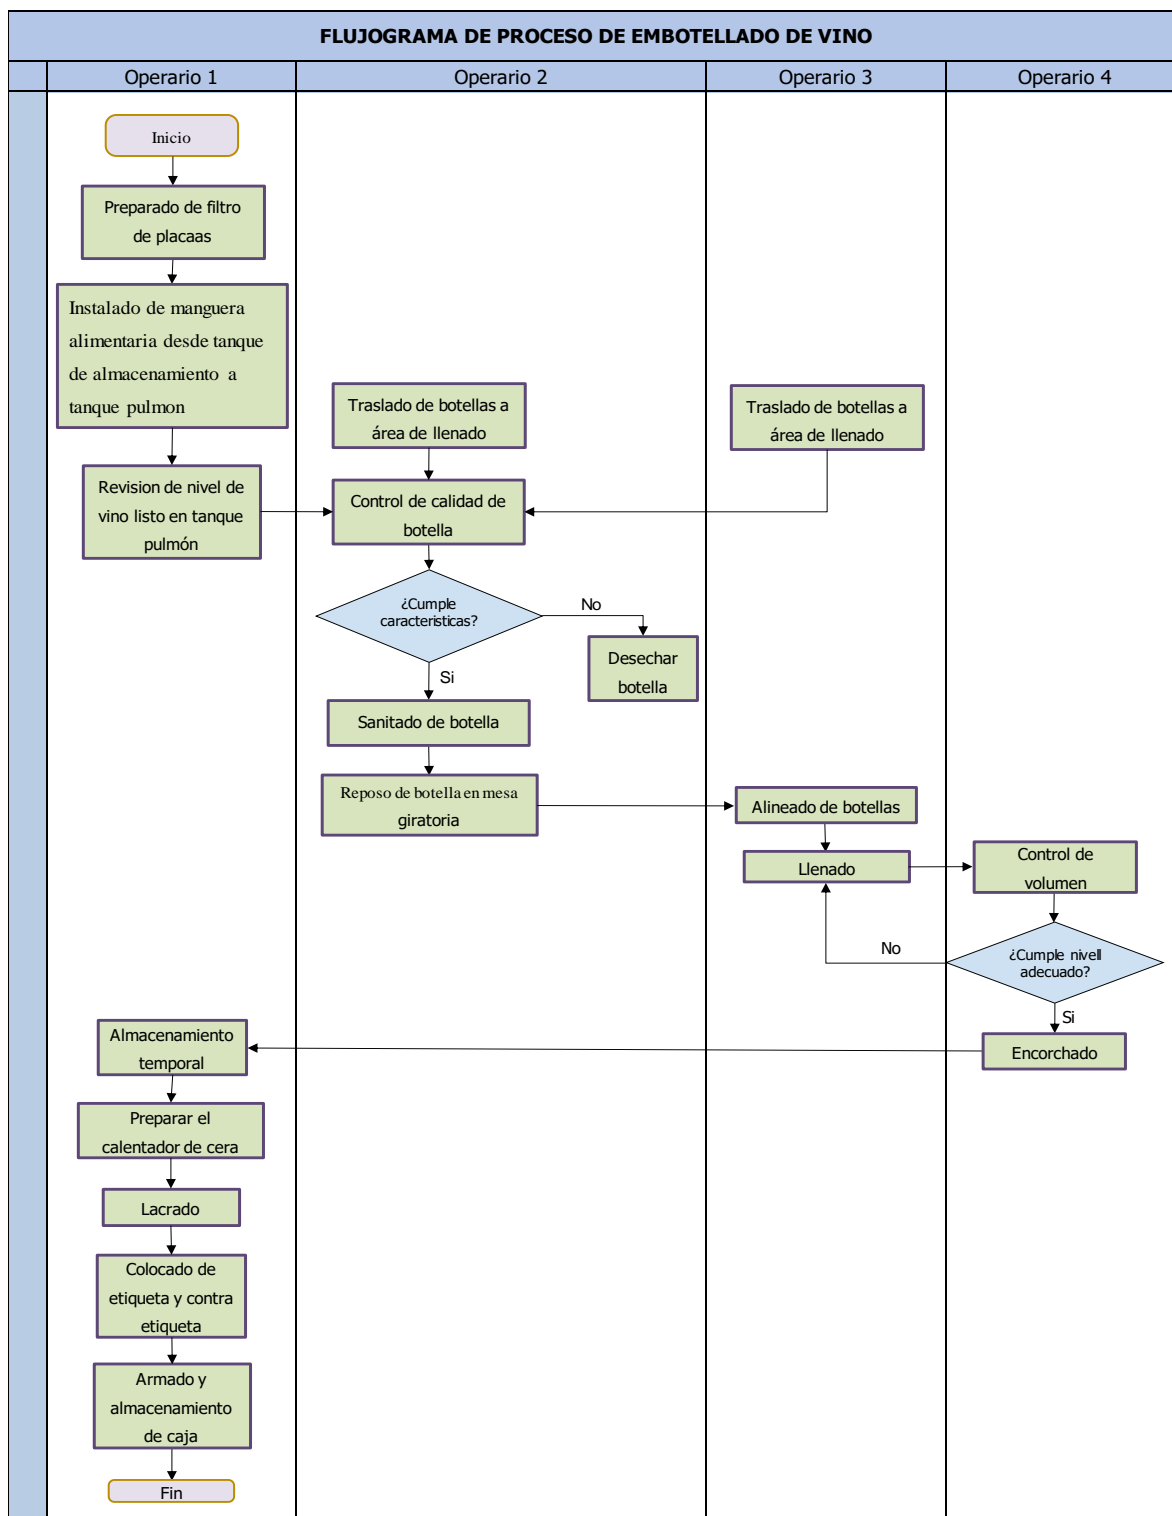 FLUJOGRAMA DE PROCESO DE EMBOTELLADO DE VINO
Operario 1
Operario 2
Operario 3
Operario 4
Inicio
Preparado de filtro
de placaas
Instalado de manguera
alimentaria desde tanque
de almacenamiento a
tanque pulmon
Revision de nivel de
vino listo en tanque
pulmón
Traslado de botellas a
área de llenado
Traslado de botellas a
área de llenado
Control de calidad de
botella
¿Cumple
caracteristicas?
No
Desechar
botella
Si
Sanitado de botella
Reposo de botella en mesa
giratoria
Alineado de botellas
Llenado
Control de
volumen
¿Cumple nivell
adecuado?
No
Si
Encorchado
Almacenamiento
temporal
Preparar el
calentador de cera
Lacrado
Colocado de
etiqueta y contra
etiqueta
Armado y
almacenamiento
de caja
Fin